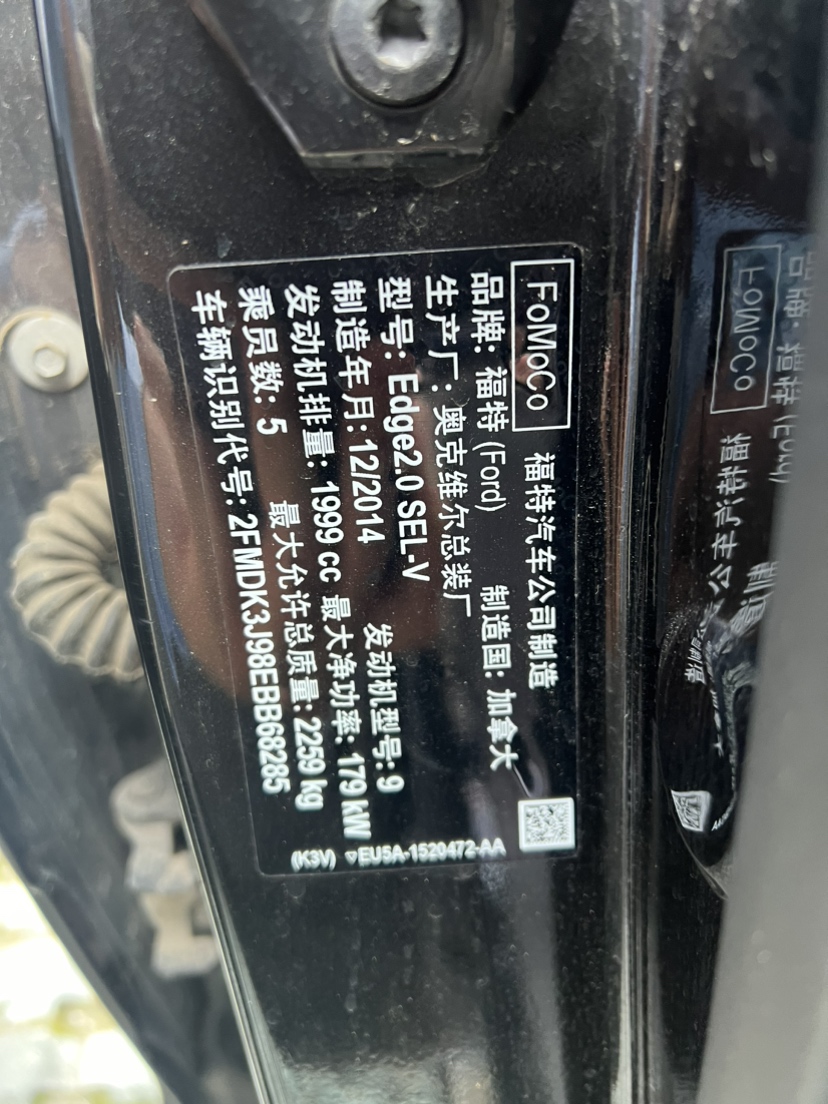 FoMoCo 福特汽车公司制造
品牌: 福特 (Ford) 制造国: 加拿大
生产厂: 奥克维尔总装厂
型号: Edge2.0 SEL-V
制造年月: 12/2014 发动机型号: 9
发动机排量: 1999 cc 最大净功率: 179 kW
乘员数: 5 最大允许总质量: 2259 kg
车辆识别代号: 2FMDK3J98EBB68285
(K3V) ▽EU5A-1520472-AA